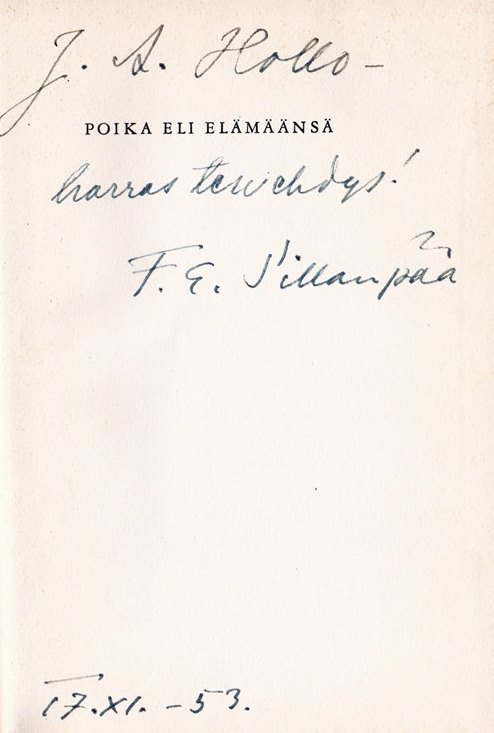 J. A. Hollo –
POIKA ELI ELÄMÄÄNSÄ
harras tervehdys!
F. E. Sillanpää
17.XI. – 53.